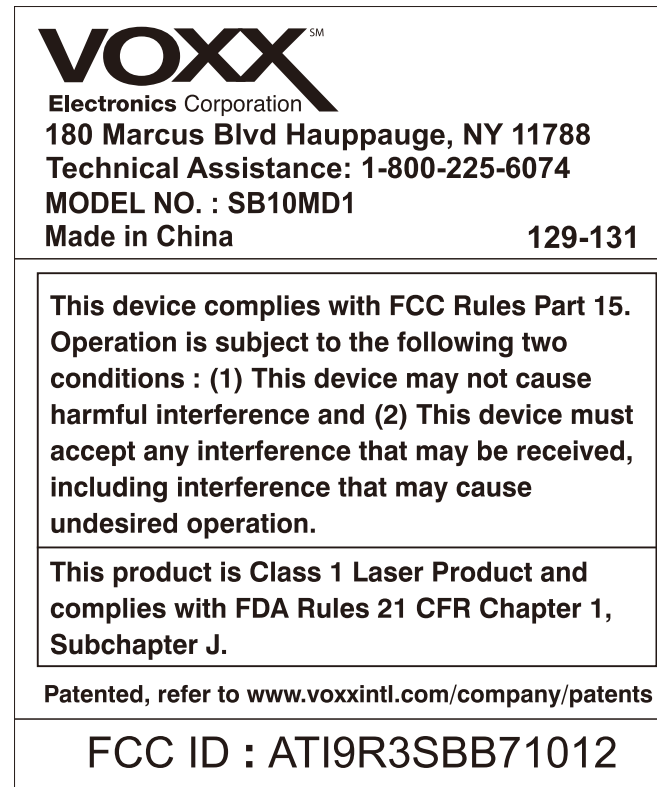 VOXX SM
Electronics Corporation
180 Marcus Blvd Hauppauge, NY 11788
Technical Assistance: 1-800-225-6074
MODEL NO. : SB10MD1
Made in China 129-131
This device complies with FCC Rules Part 15.
Operation is subject to the following two
conditions : (1) This device may not cause
harmful interference and (2) This device must
accept any interference that may be received,
including interference that may cause
undesired operation.
This product is Class 1 Laser Product and
complies with FDA Rules 21 CFR Chapter 1,
Subchapter J.
Patented, refer to www.voxxintl.com/company/patents
FCC ID : ATI9R3SBB71012